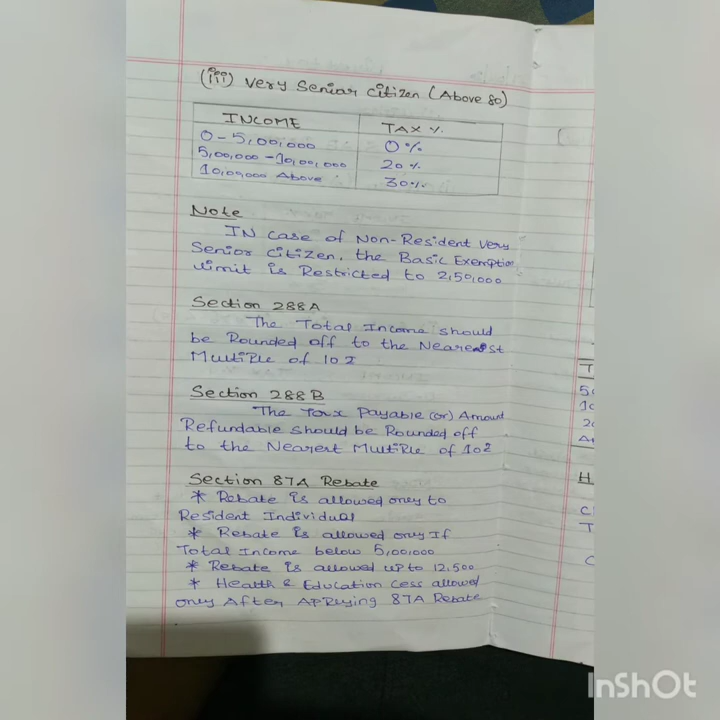 (iii) Very Senior Citizen (Above 80)
INCOME TAX %
0 - 5,00,000 0%
5,00,000 - 10,00,000 20%
10,00,000 Above 30%
Note
IN case of Non-Resident Very
Senior Citizen, the Basic Exemption
limit is Restricted to 2,50,000
Section 288A
The Total Income should
be Rounded off to the Nearest
Multiple of 10₹
Section 288B
The Tax Payable (or) Amount
Refundable should be Rounded off
to the Nearest Multiple of 10₹
Section 87A Rebate
* Rebate is allowed only to
Resident Individual
* Rebate is allowed only If
Total Income below 5,00,000
* Rebate is allowed up to 12,500
* Health & Education Cess allowed
only After Applying 87A Rebate
InShOt